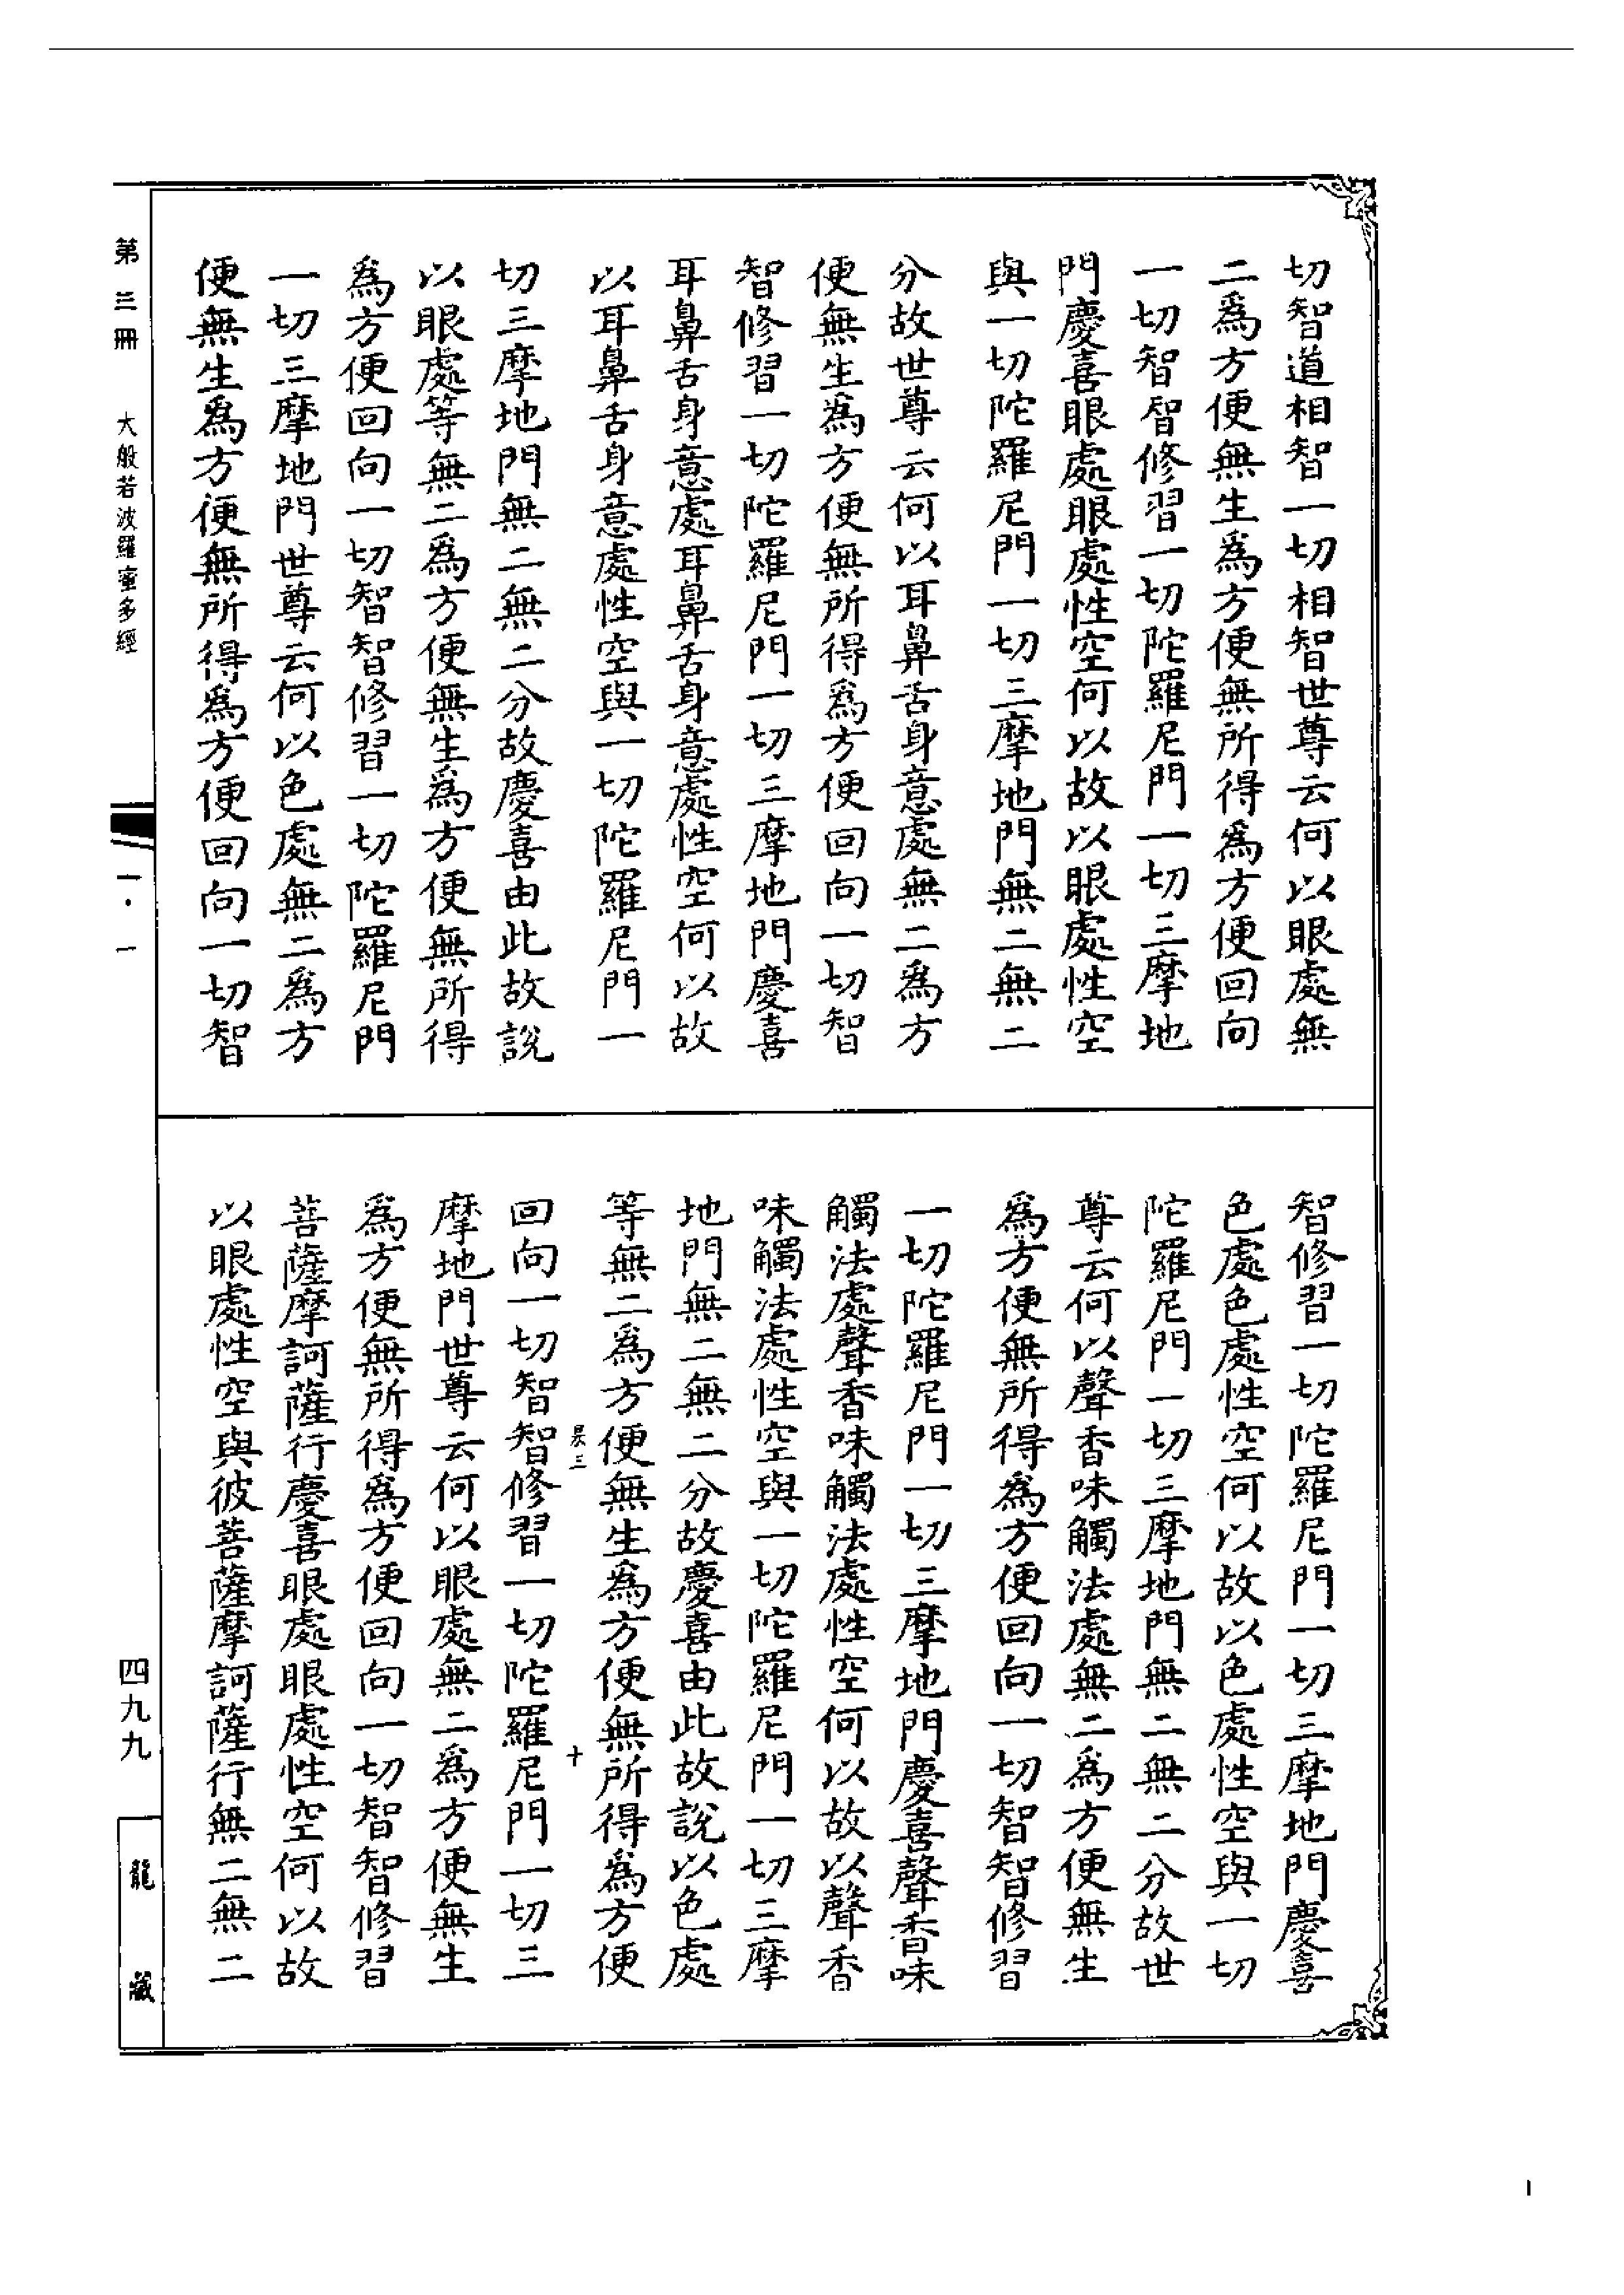 切智道相智一切相智世尊云何以眼處無
二爲方便無生爲方便無所得爲方便回向
一切智智修習一切陀羅尼門一切三摩地
門慶喜眼處眼處性空何以故以眼處性空
與一切陀羅尼門一切三摩地門無二無二
分故世尊云何以耳鼻舌身意處無二爲方
便無生爲方便無所得爲方便回向一切智
智修習一切陀羅尼門一切三摩地門慶喜
耳鼻舌身意處耳鼻舌身意處性空何以故
以耳鼻舌身意處性空與一切陀羅尼門一
切三摩地門無二無二分故慶喜由此故說
以眼處等無二爲方便無生爲方便無所得
爲方便回向一切智智修習一切陀羅尼門
一切三摩地門世尊云何以色處無二爲方
便無生爲方便無所得爲方便回向一切智
智修習一切陀羅尼門一切三摩地門慶喜
色處色處性空何以故以色處性空與一切
陀羅尼門一切三摩地門無二無二分故世
尊云何以聲香味觸法處無二爲方便無生
爲方便無所得爲方便回向一切智智修習
一切陀羅尼門一切三摩地門慶喜聲香味
觸法處聲香味觸法處性空何以故以聲香
味觸法處性空與一切陀羅尼門一切三摩
地門無二無二分故慶喜由此故說以色處
等無二爲方便無生爲方便無所得爲方便
昃三 十
回向一切智智修習一切陀羅尼門一切三
摩地門世尊云何以眼處無二爲方便無生
爲方便無所得爲方便回向一切智智修習
菩薩摩訶薩行慶喜眼處眼處性空何以故
以眼處性空與彼菩薩摩訶薩行無二無二
第三冊 大般若波羅蜜多經 一·一 四九九 龍藏